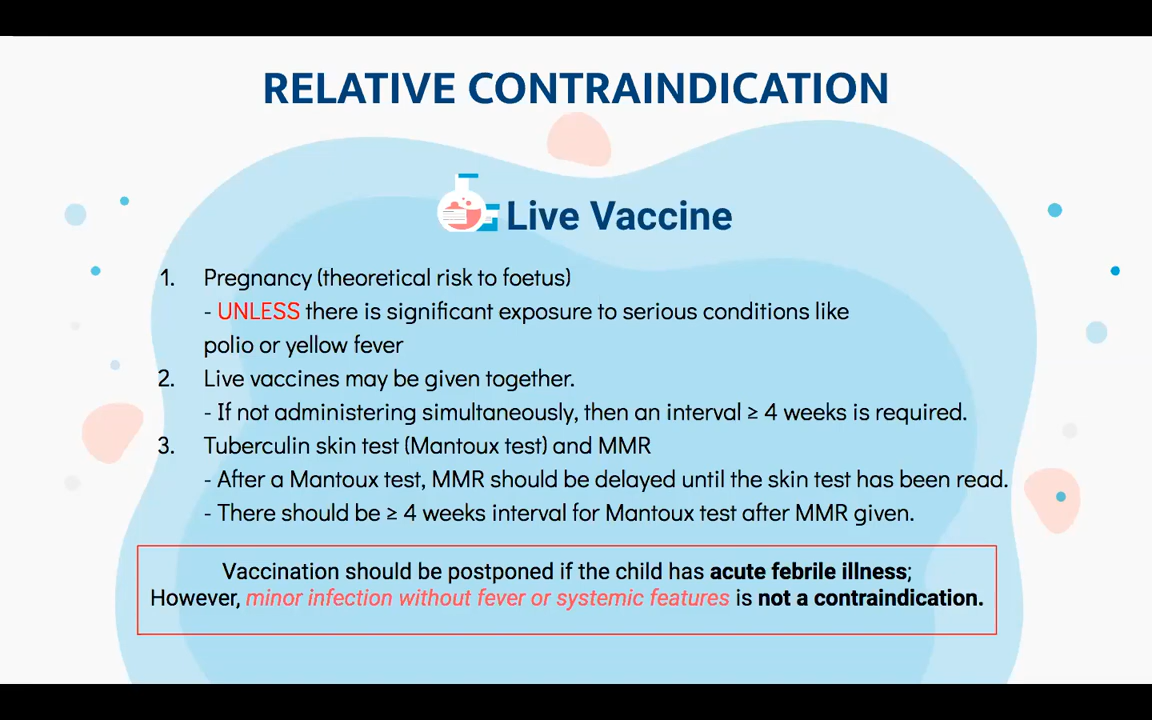 RELATIVE CONTRAINDICATION
Live Vaccine
1. Pregnancy (theoretical risk to foetus)
- UNLESS there is significant exposure to serious conditions like
polio or yellow fever
2. Live vaccines may be given together.
- If not administering simultaneously, then an interval ≥ 4 weeks is required.
3. Tuberculin skin test (Mantoux test) and MMR
- After a Mantoux test, MMR should be delayed until the skin test has been read.
- There should be ≥ 4 weeks interval for Mantoux test after MMR given.
Vaccination should be postponed if the child has acute febrile illness;
However, minor infection without fever or systemic features is not a contraindication.